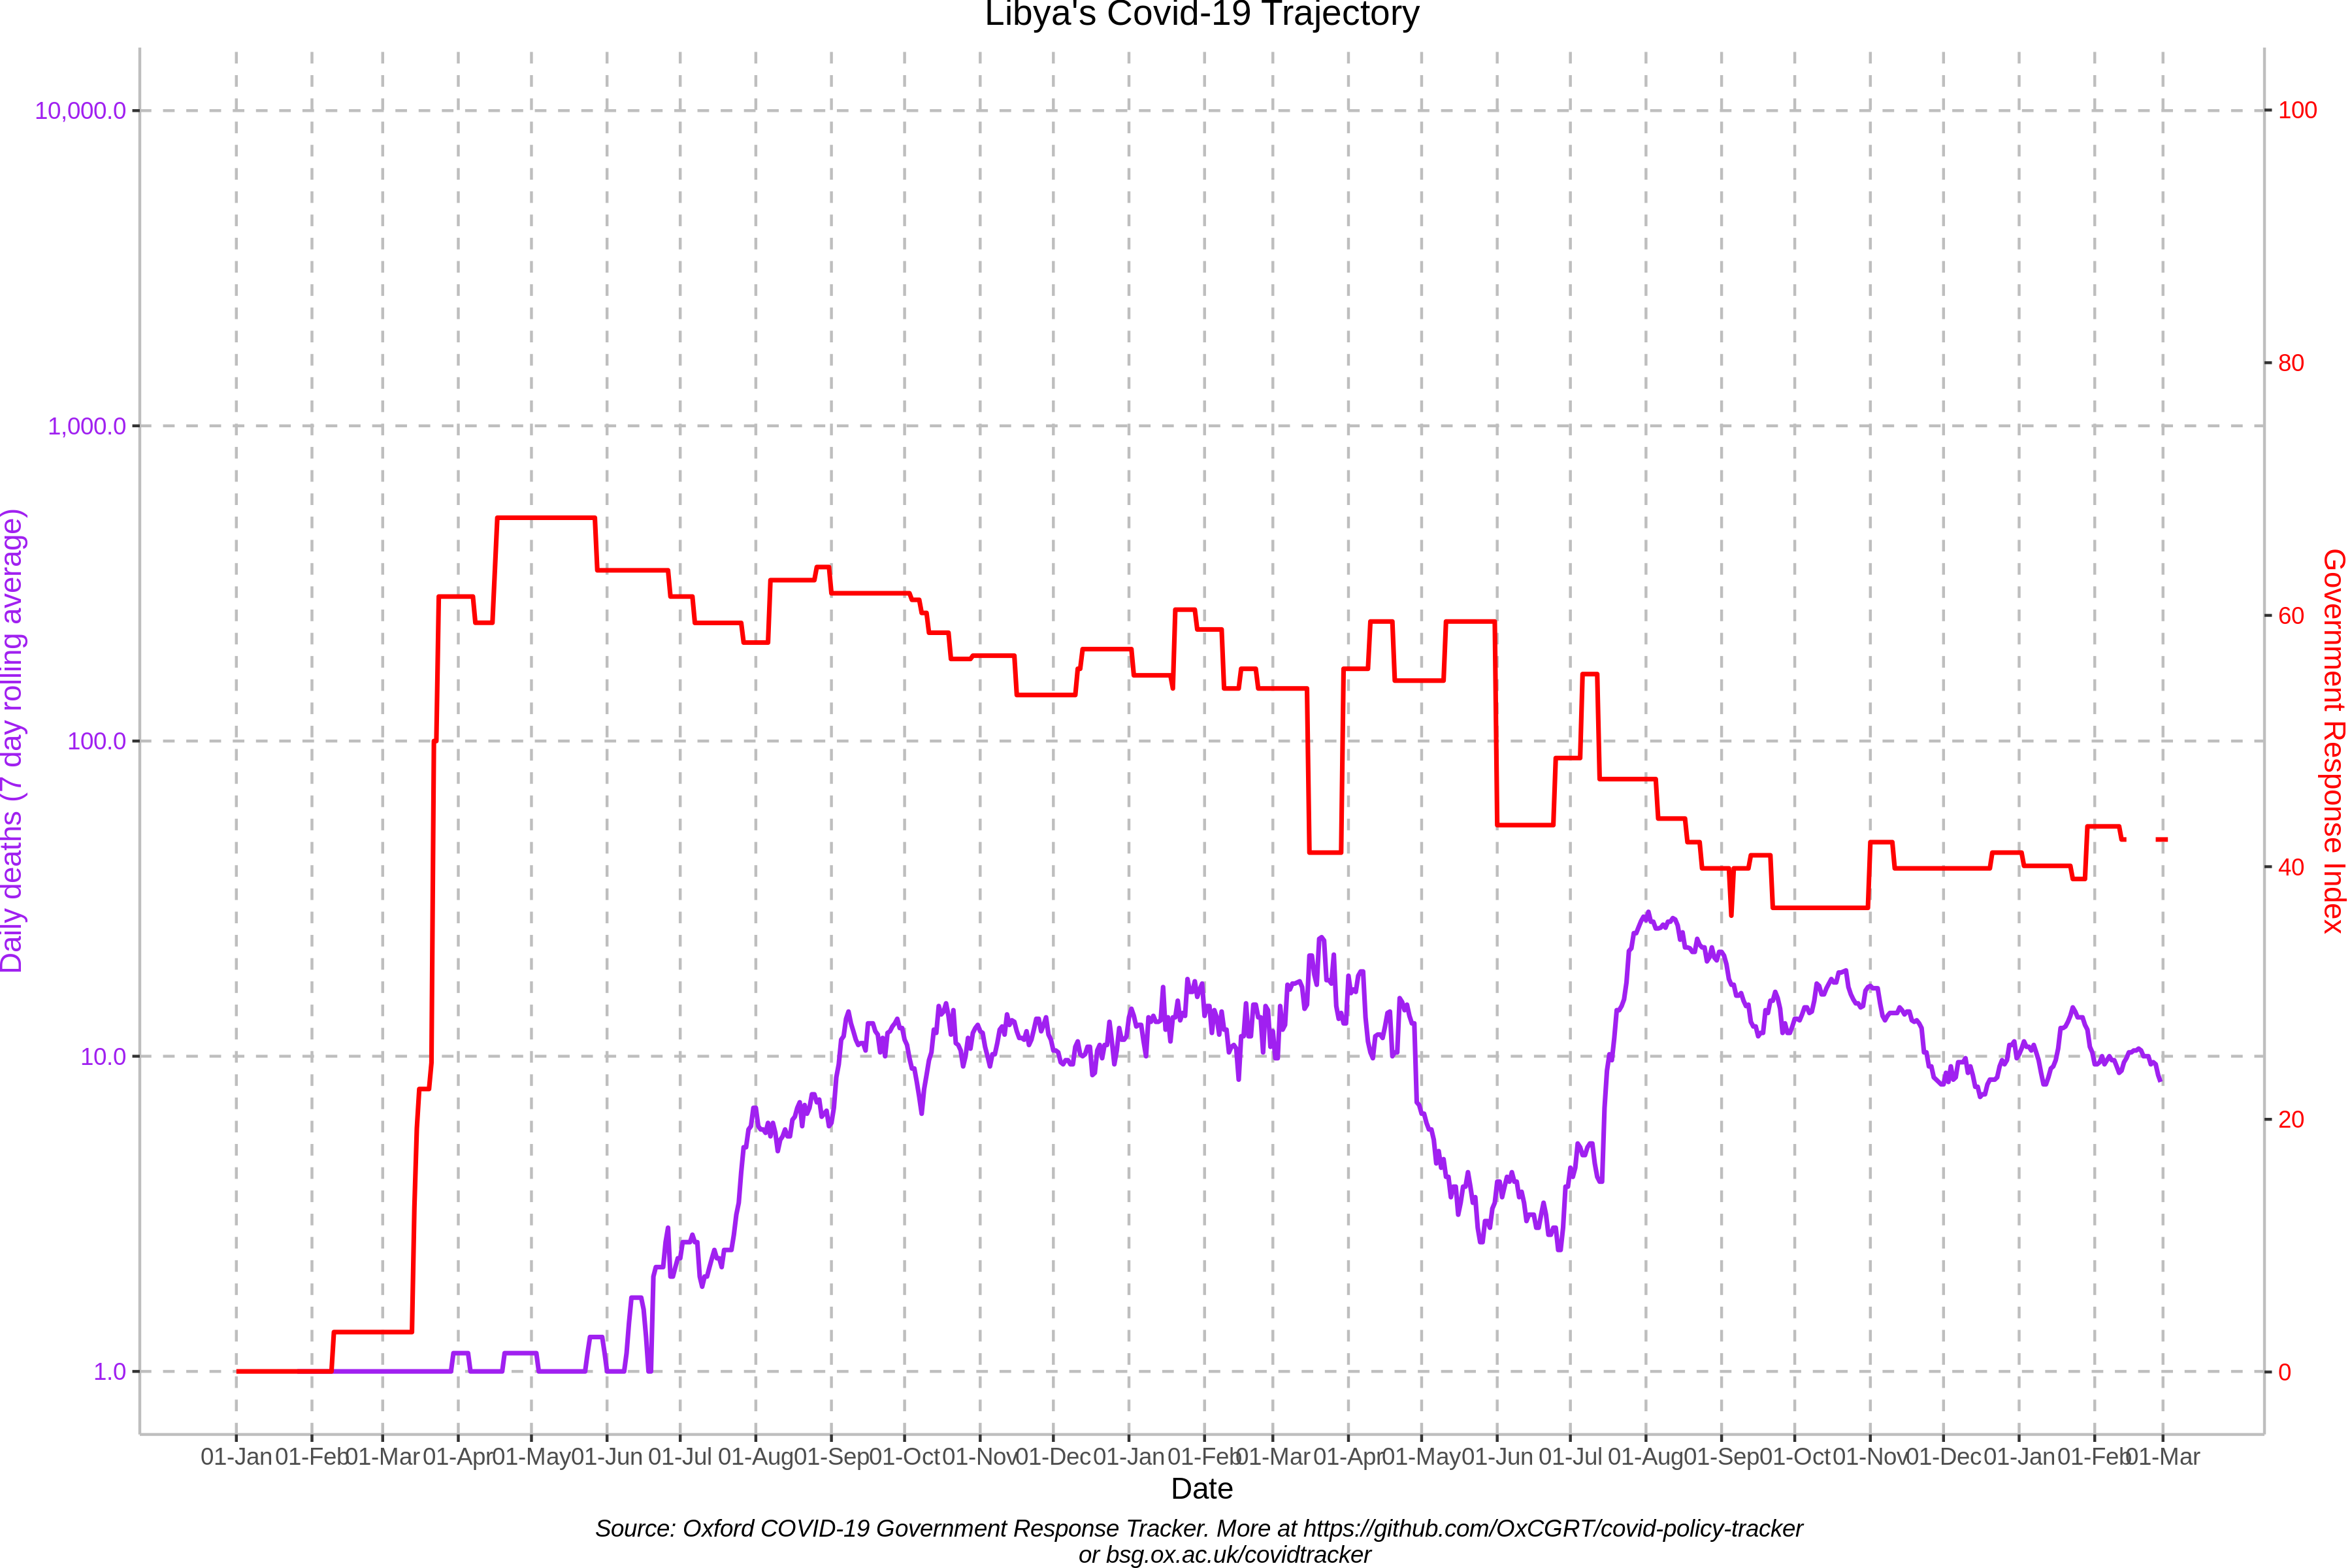 Libya's Covid-19 Trajectory
10,000.0
1,000.0
100.0
10.0
1.0
Daily deaths (7 day rolling average)
100
80
60
40
20
0
Government Response Index
01-Jan 01-Feb 01-Mar 01-Apr 01-May 01-Jun 01-Jul 01-Aug 01-Sep 01-Oct 01-Nov 01-Dec 01-Jan 01-Feb 01-Mar 01-Apr 01-May 01-Jun 01-Jul 01-Aug 01-Sep 01-Oct 01-Nov 01-Dec 01-Jan 01-Feb 01-Mar
Date
Source: Oxford COVID-19 Government Response Tracker. More at https://github.com/OxCGRT/covid-policy-tracker
or bsg.ox.ac.uk/covidtracker